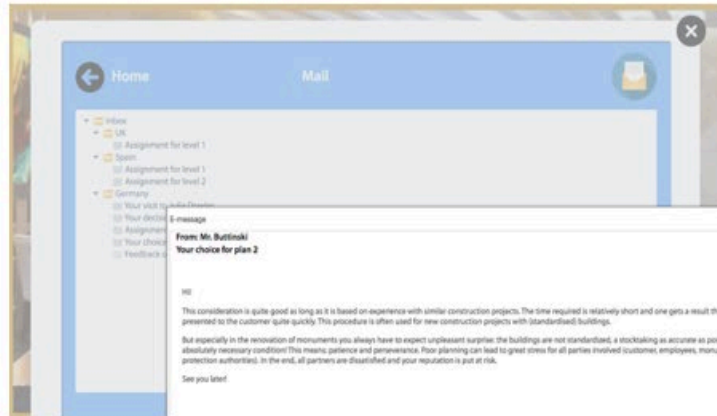 Home
Mail
Inbox
UK
Assignment for level 1
Spain
Assignment for level 1
Assignment for level 2
Germany
Your visit to
Your
Assignment
Your choice
Feedback
E-message
From: Mr. Buttinski
Your choice for plan 2
Hi!
This consideration is quite good as long as it is based on experience with similar construction projects. The time required is relatively short and one gets a result
presented to the customer quite quickly. This procedure is often used for new construction projects with (standardised) buildings.
But especially in the renovation of monuments you always have to expect unpleasant surprise: the buildings are not standardized, a stocktaking as accurate as
absolutely necessary condition! This means: patience and perseverance. Poor planning can lead to great stress for all parties involved (customer, employees,
protection authorities). In the end, all partners are dissatisfied and your reputation is put at risk.
See you later!